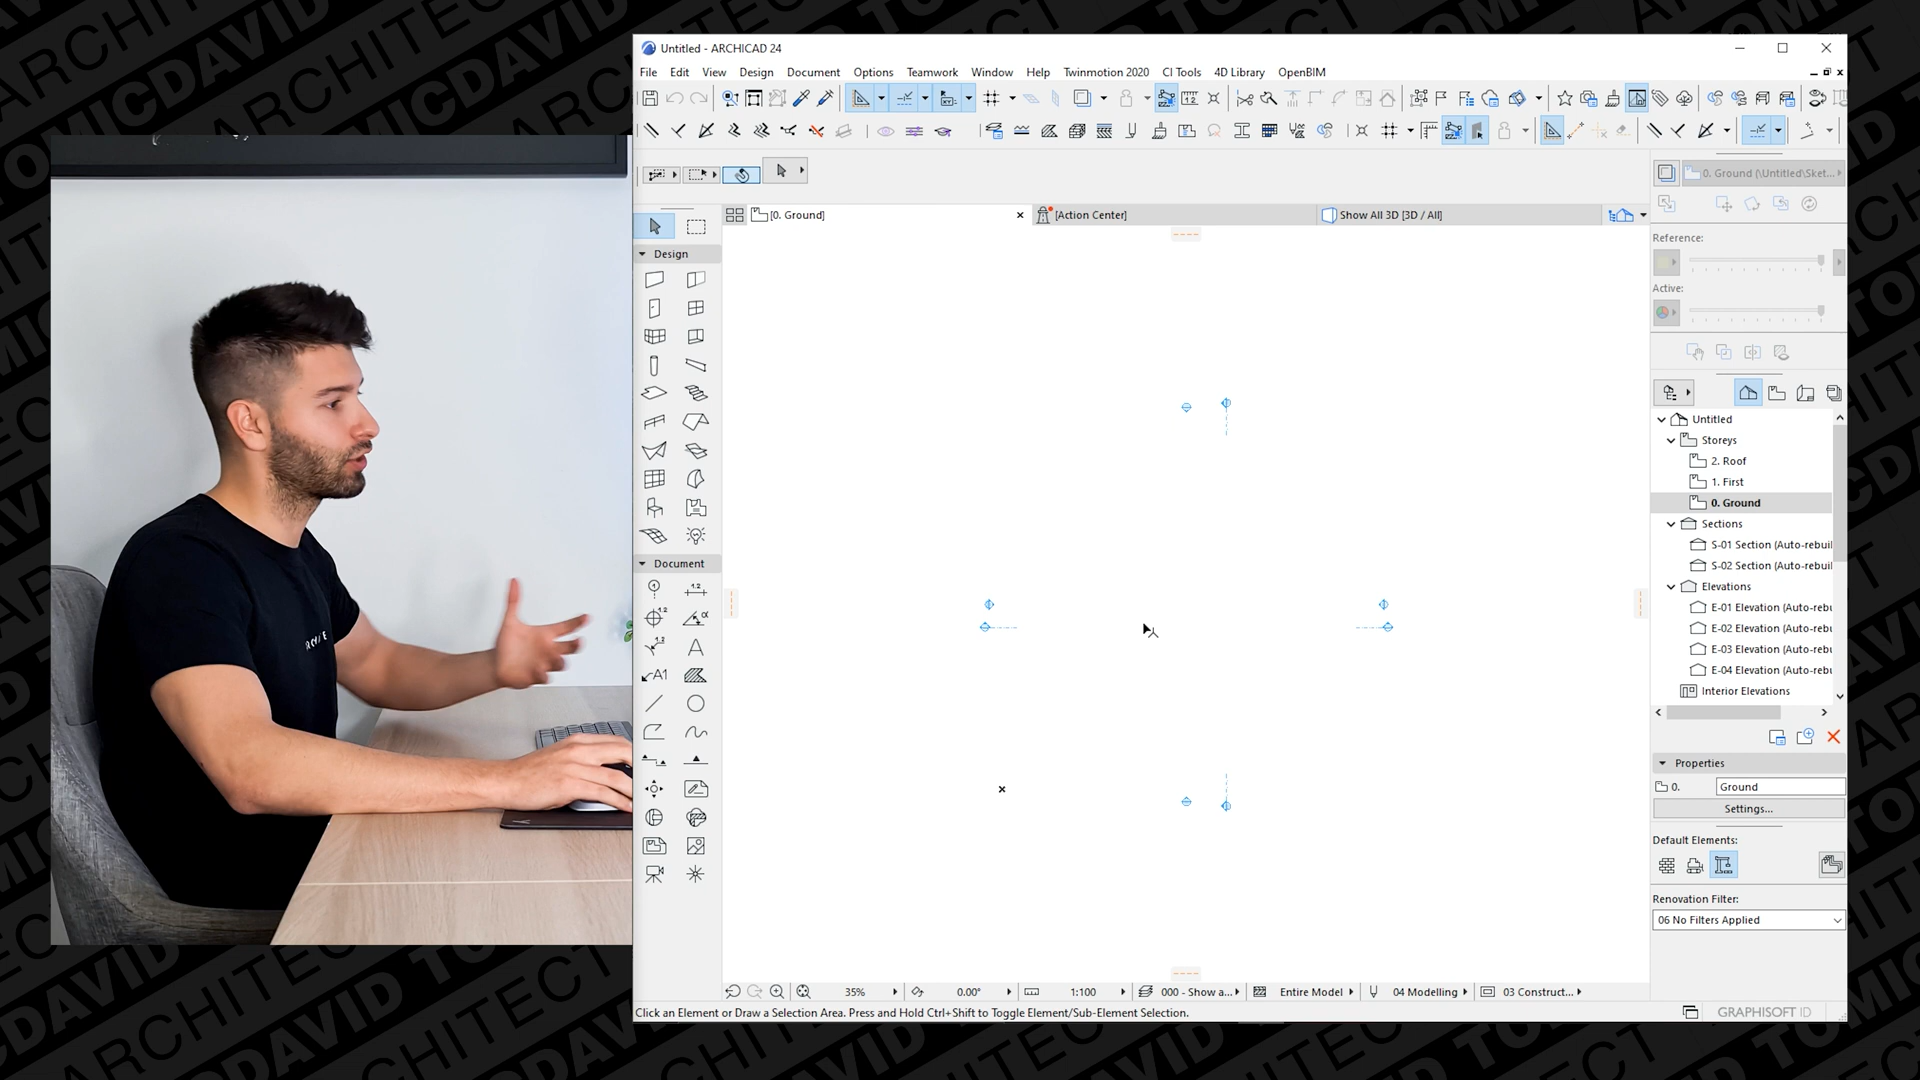 Untitled - ARCHICAD 24
File Edit View Design Document Options Teamwork Window Help Twinmotion 2020 CI Tools 4D Library OpenBIM
0. Ground (\Untitled\Sket...
[0. Ground]
[Action Center]
Show All 3D [3D / All]
Design
Reference:
Active:
Untitled
Storeys
2. Roof
1. First
0. Ground
Sections
S-01 Section (Auto-rebuil
S-02 Section (Auto-rebuil
Elevations
E-01 Elevation (Auto-rebu
E-02 Elevation (Auto-rebu
E-03 Elevation (Auto-rebu
E-04 Elevation (Auto-rebu
Interior Elevations
Document
1.2
1.2
A
A1
Properties
0. Ground
Settings...
Default Elements:
Renovation Filter:
06 No Filters Applied
35% 0.00° 1:100 000 - Show a... Entire Model 04 Modelling 03 Construct...
Click an Element or Draw a Selection Area. Press and Hold Ctrl+Shift to Toggle Element/Sub-Element Selection.
GRAPHISOFT ID